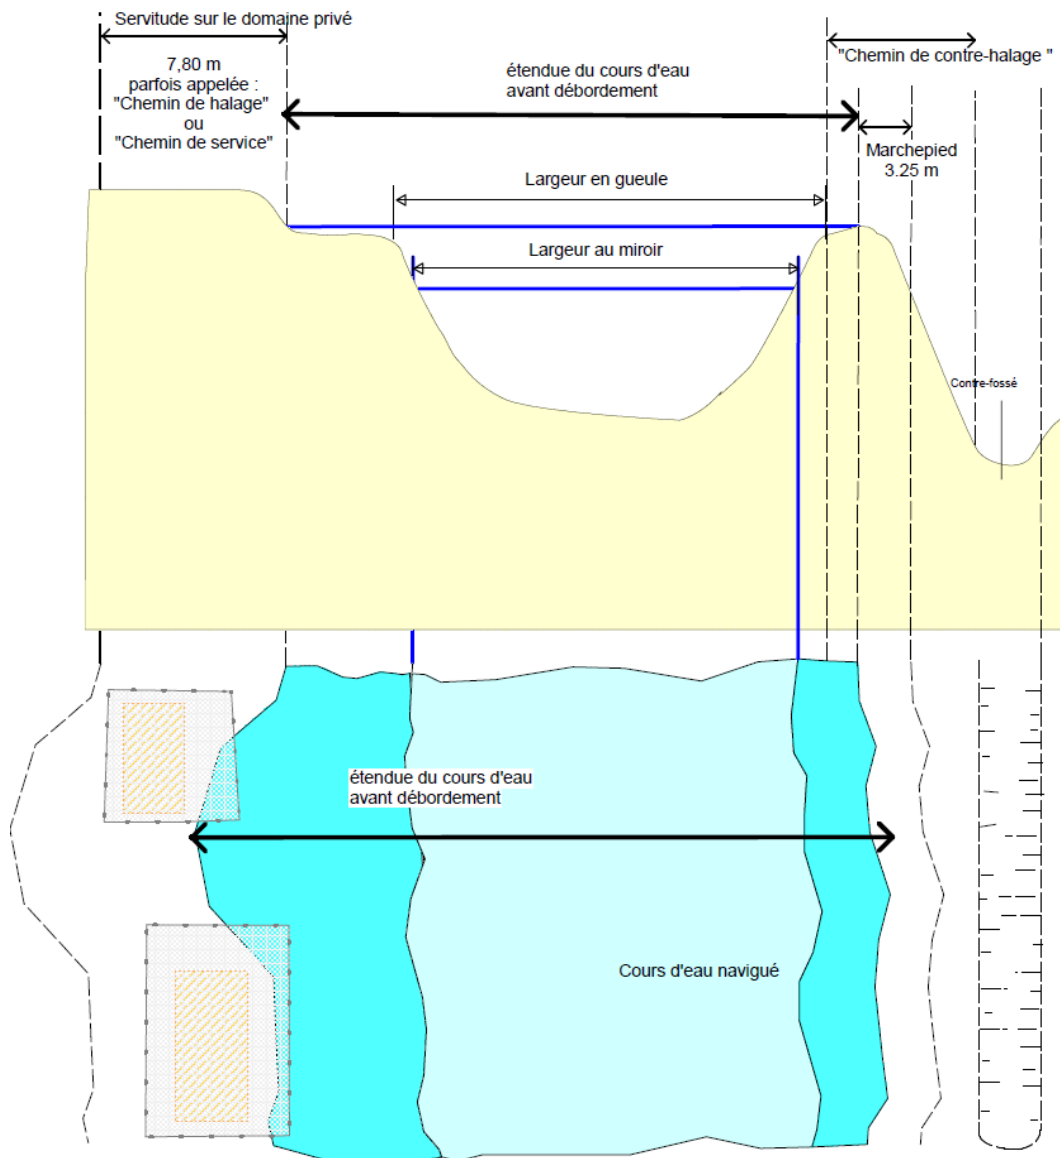 Servitude sur le domaine privé
7,80 m
parfois appelée :
"Chemin de halage"
ou
"Chemin de service"
étendue du cours d'eau
avant débordement
"Chemin de contre-halage "
Marchepied
3.25 m
Largeur en gueule
Largeur au miroir
Contre-fossé
étendue du cours d'eau
avant débordement
Cours d'eau navigué